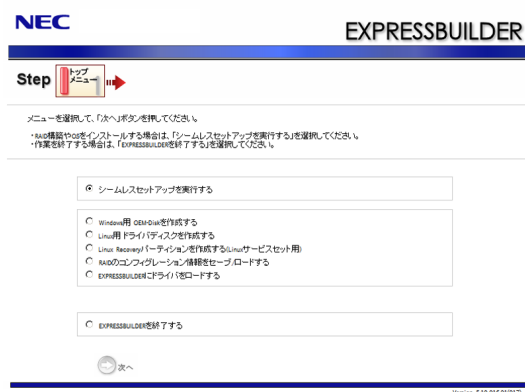 NEC
EXPRESSBUILDER
Step
トップ
メニュー
メニューを選択して、「次へ」ボタンを押してください。
・RAID構築やOSをインストールする場合は、「シームレスセットアップを実行する」を選択してください。
・作業を終了する場合は、「EXPRESSBUILDERを終了する」を選択してください。
シームレスセットアップを実行する
Windows用 OEM-Diskを作成する
Linux用 ドライバディスクを作成する
Linux Recoveryパーティションを作成する(Linuxサービスセット用)
RAIDのコンフィグレーション情報をセーブ/ロードする
EXPRESSBUILDERにドライバをロードする
EXPRESSBUILDERを終了する
次へ